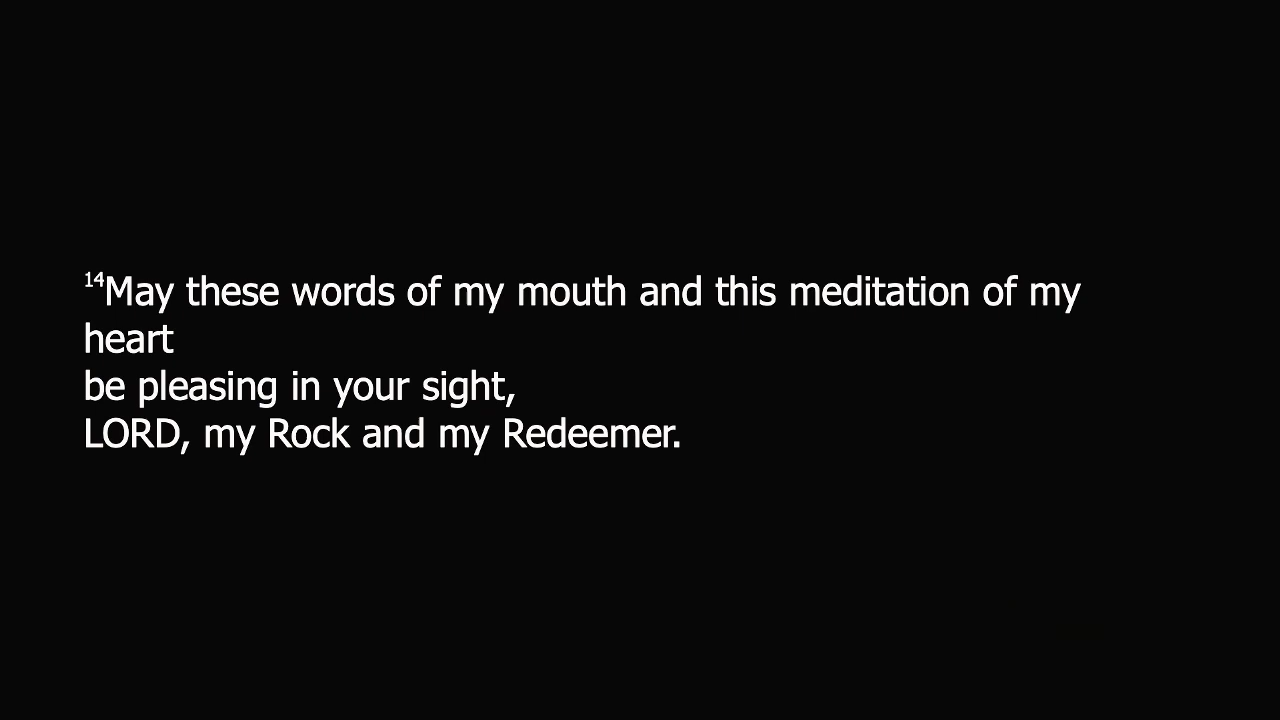 14May these words of my mouth and this meditation of my
heart
be pleasing in your sight,
LORD, my Rock and my Redeemer.